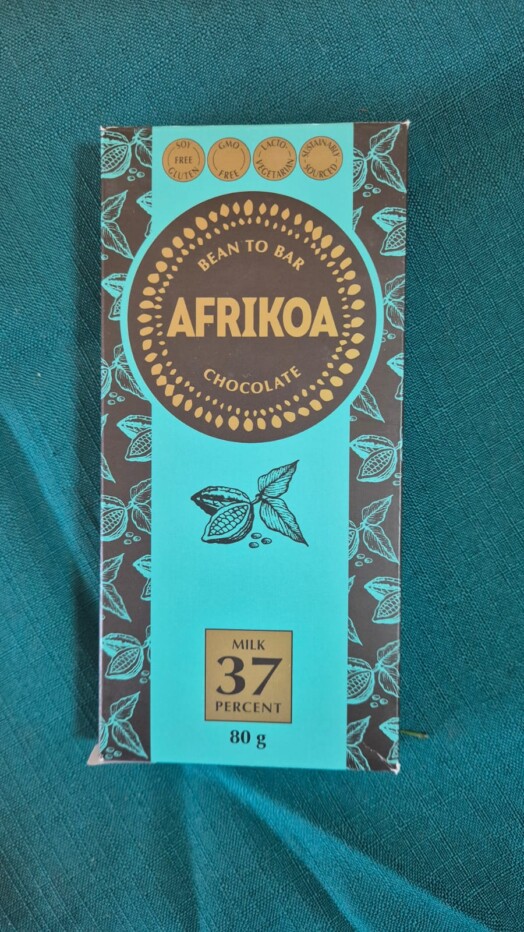 SOY
FREE
GLUTEN
GMO
FREE
LACTO-
VEGETARIAN
SUSTAINABLY
SOURCED
BEAN TO BAR
AFRIKOA
CHOCOLATE
MILK
37
PERCENT
80 g